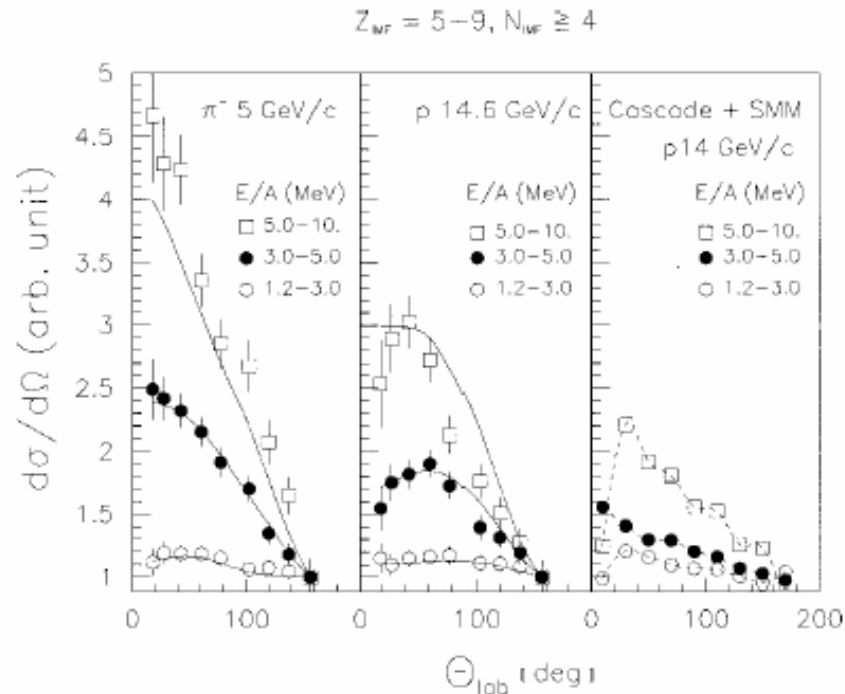 Z_IMF = 5−9, N_IMF ≧ 4
π⁻ 5 GeV/c
E/A (MeV)
5.0−10.
3.0−5.0
1.2−3.0
p 14.6 GeV/c
E/A (MeV)
5.0−10.
3.0−5.0
1.2−3.0
Cascade + SMM
p14 GeV/c
E/A (MeV)
5.0−10.
3.0−5.0
1.2−3.0
dσ/dΩ (arb. unit)
5
4.5
4
3.5
3
2.5
2
1.5
1
0 100 0 100 0 100 200
Θ_lab [deg]